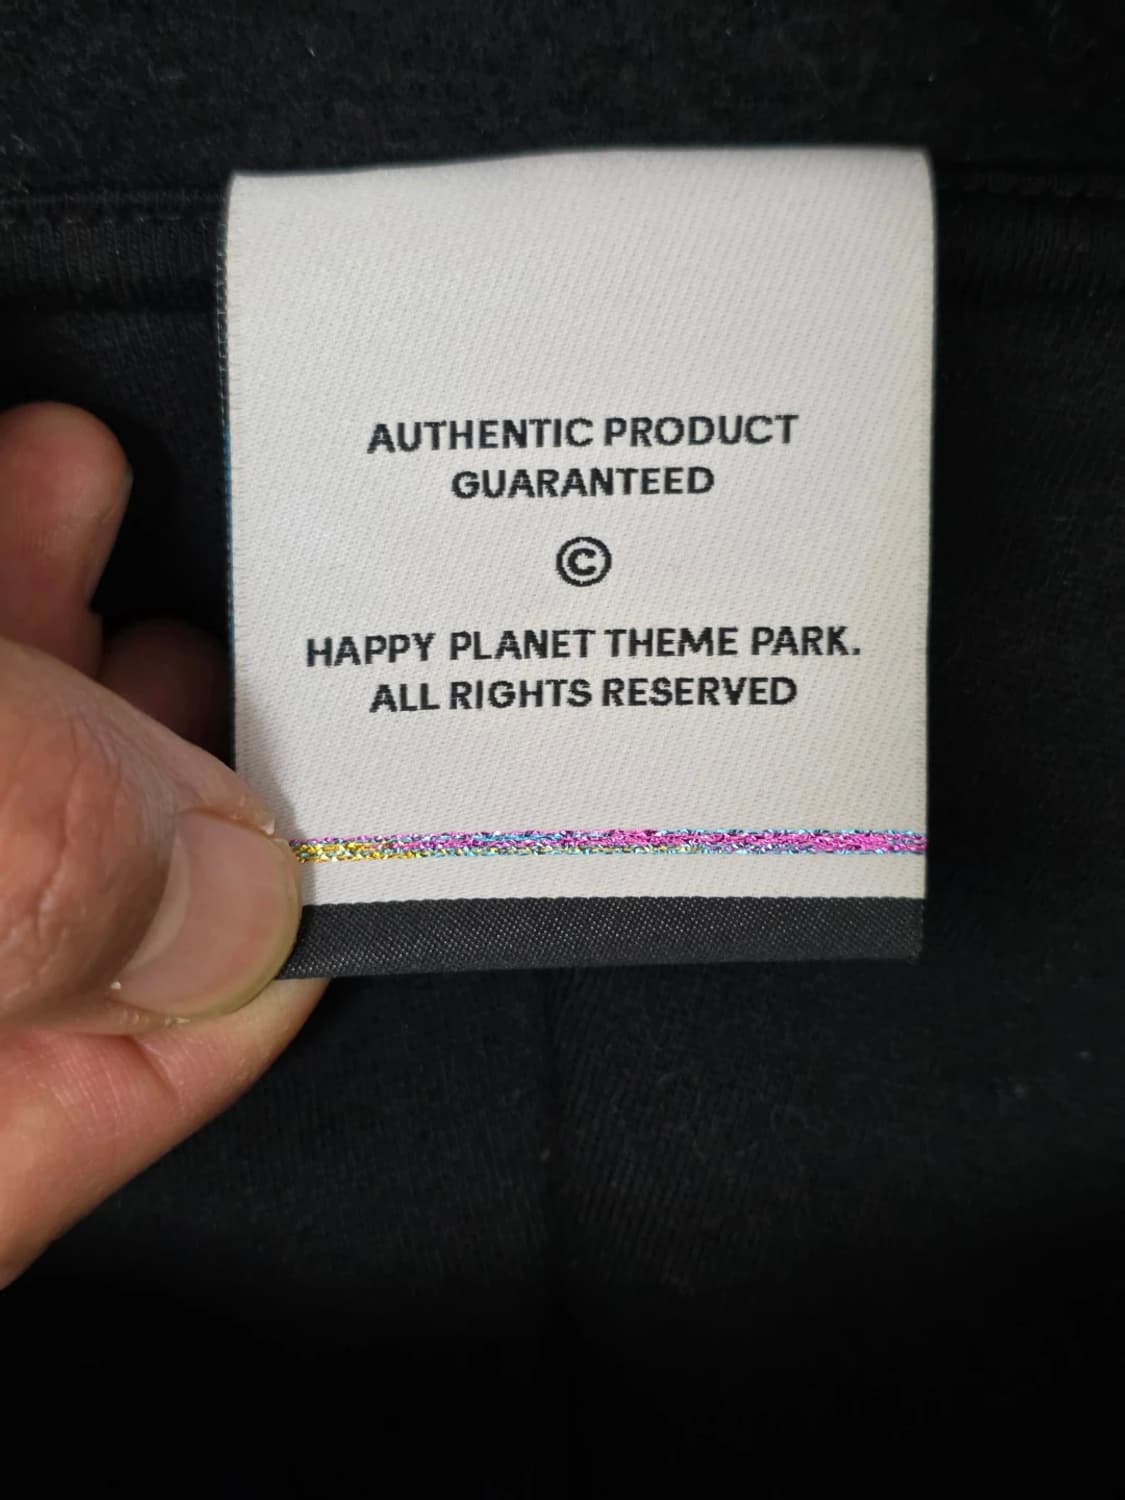 AUTHENTIC PRODUCT
GUARANTEED
©
HAPPY PLANET THEME PARK.
ALL RIGHTS RESERVED